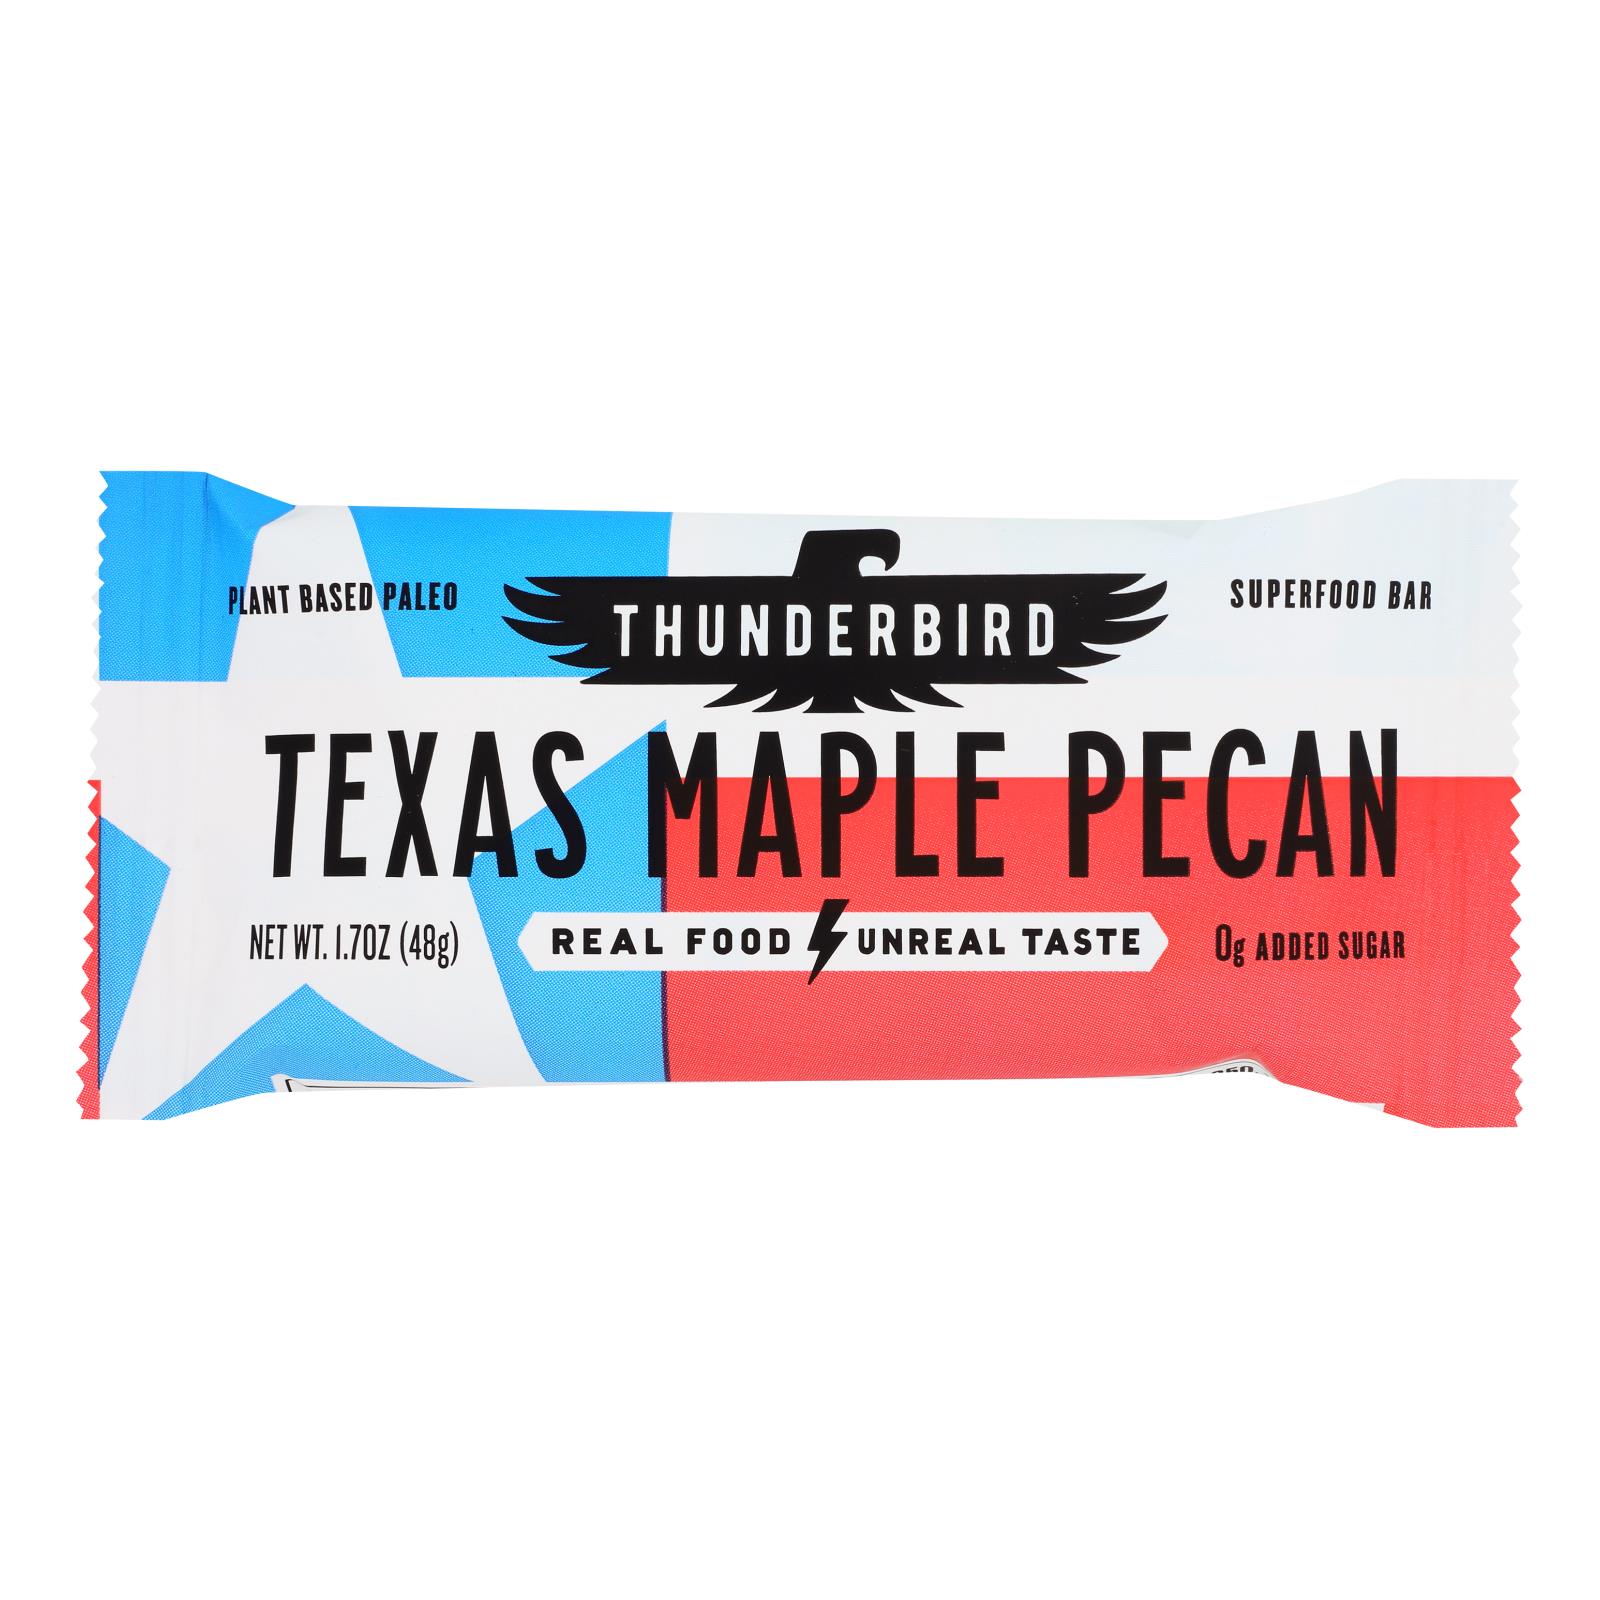 PLANT BASED PALEO
THUNDERBIRD
SUPERFOOD BAR
TEXAS MAPLE PECAN
NET WT. 1.7OZ (48g)
REAL FOOD UNREAL TASTE
0g ADDED SUGAR